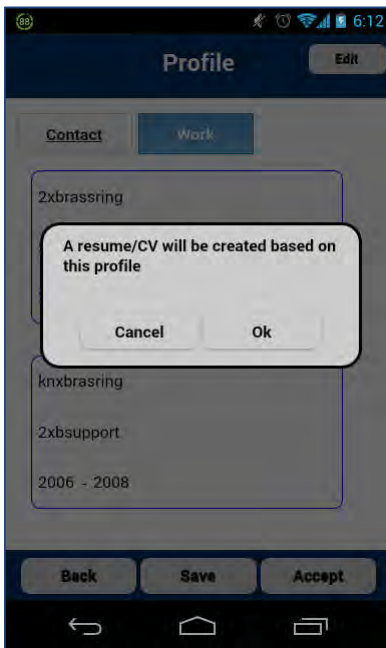 88
6:12
Profile
Edit
Contact
Work
2xbrassring
A resume/CV will be created based on
this profile
Cancel
Ok
knxbrasring
2xbsupport
2006 - 2008
Back
Save
Accept